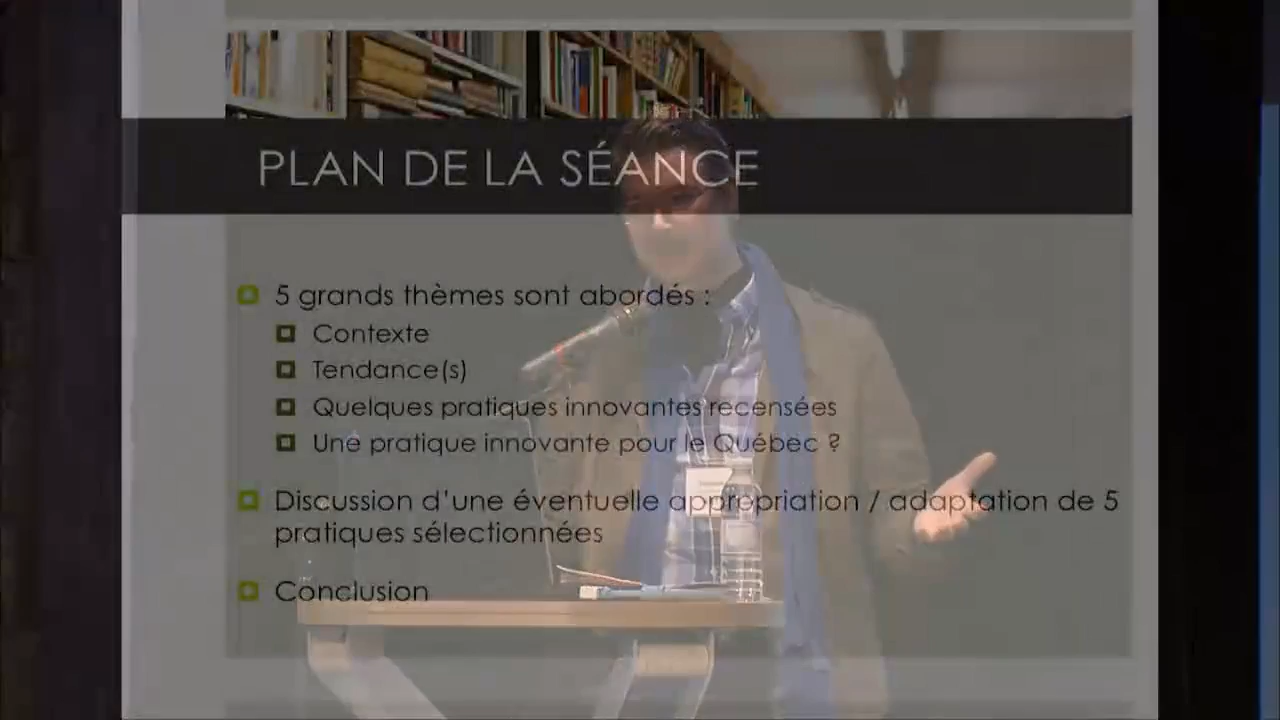 PLAN DE LA SÉANCE
5 grands thèmes sont abordés :
Contexte
Tendance(s)
Quelques pratiques innovantes recensées
Une pratique innovante pour le Québec ?
Discussion d'une éventuelle appropriation / adaptation de 5
pratiques sélectionnées
Conclusion